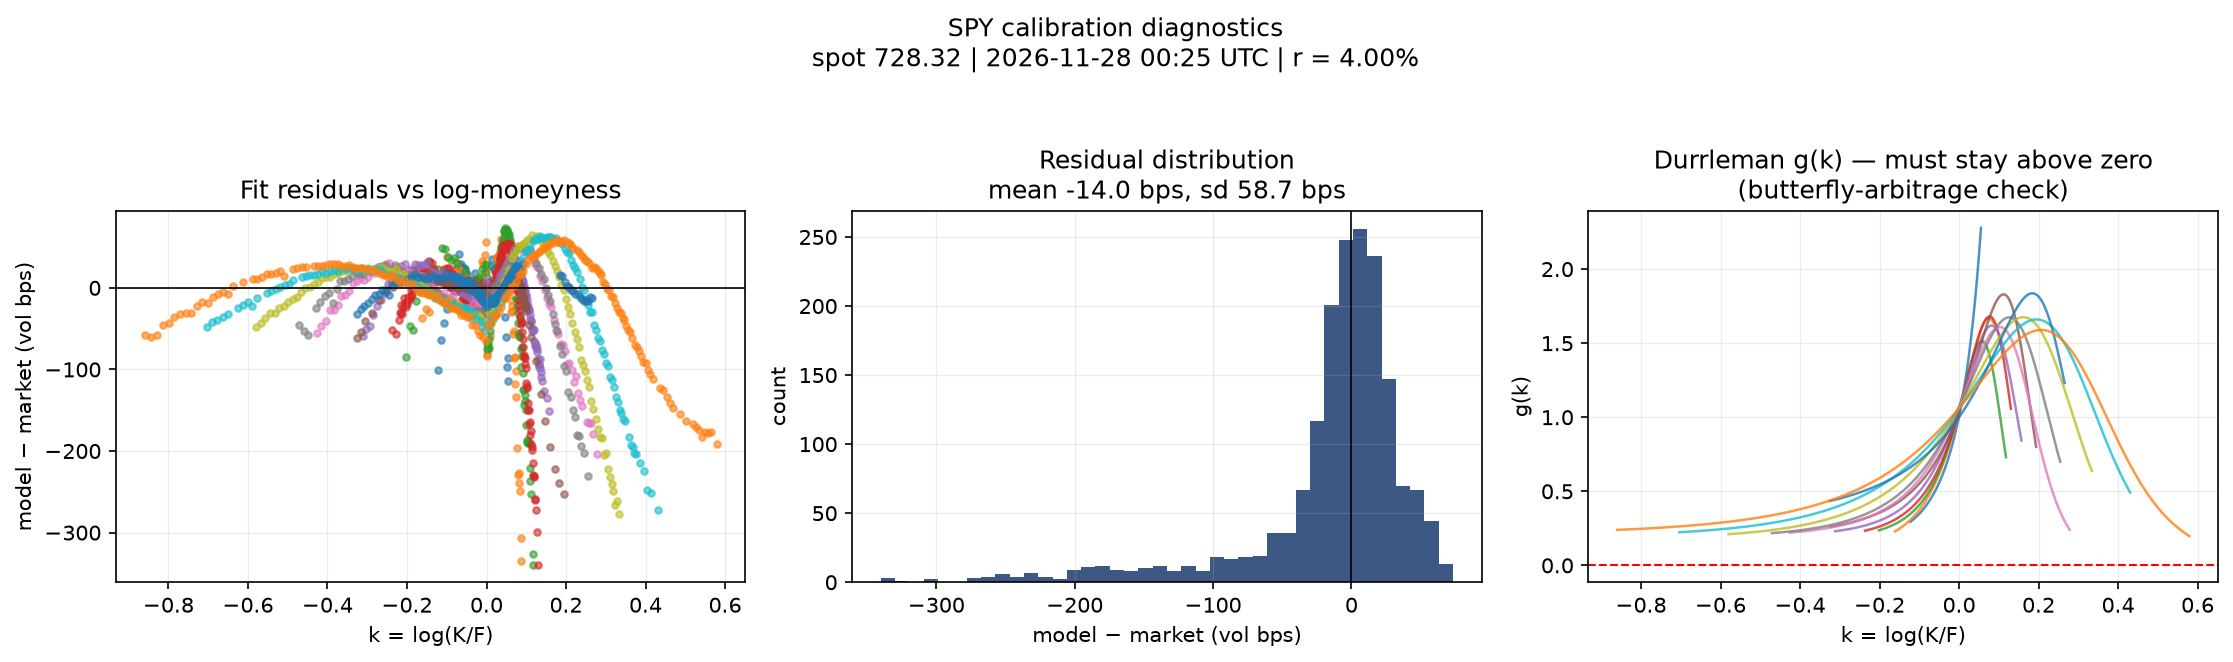 SPY calibration diagnostics
spot 728.32 | 2026-11-28 00:25 UTC | r = 4.00%
Fit residuals vs log-moneyness
model − market (vol bps)
0
−100
−200
−300
−0.8
−0.6
−0.4
−0.2
0.0
0.2
0.4
0.6
k = log(K/F)
Residual distribution
mean -14.0 bps, sd 58.7 bps
count
250
200
150
100
50
0
−300
−200
−100
0
model − market (vol bps)
Durrleman g(k) — must stay above zero
(butterfly-arbitrage check)
g(k)
2.0
1.5
1.0
0.5
0.0
−0.8
−0.6
−0.4
−0.2
0.0
0.2
0.4
0.6
k = log(K/F)